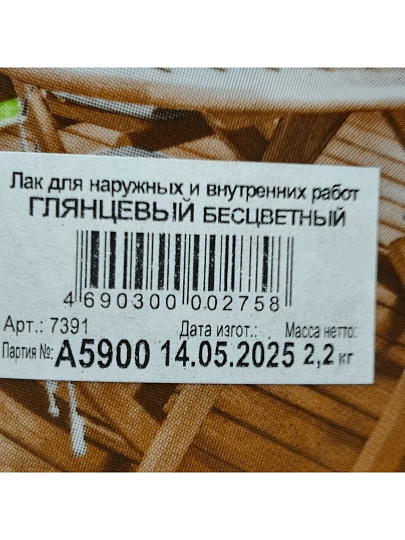 Лак для наружных и внутренних работ
ГЛЯНЦЕВЫЙ БЕСЦВЕТНЫЙ
4 690300 002758
Арт.: 7391 Дата изгот.: Масса нетто:
Партия №: А5900 14.05.2025 2,2 кг